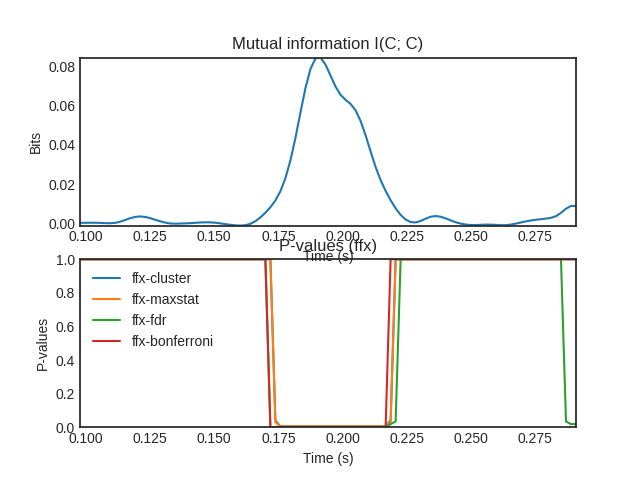 Mutual information I(C; C)
Bits
0.08
0.06
0.04
0.02
0.00
0.100 0.125 0.150 0.175 0.200 0.225 0.250 0.275
Time (s)
P-values (ffx)
P-values
1.0
0.8
0.6
0.4
0.2
0.0
ffx-cluster
ffx-maxstat
ffx-fdr
ffx-bonferroni
0.100 0.125 0.150 0.175 0.200 0.225 0.250 0.275
Time (s)